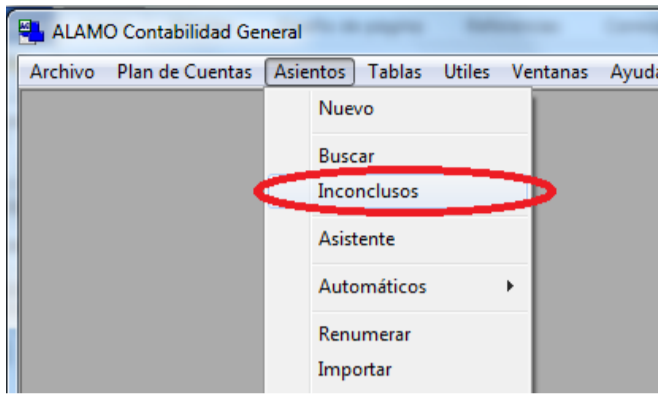 ALAMO Contabilidad General
Archivo Plan de Cuentas Asientos Tablas Utiles Ventanas Ayuda
Nuevo
Buscar
Inconclusos
Asistente
Automáticos
Renumerar
Importar